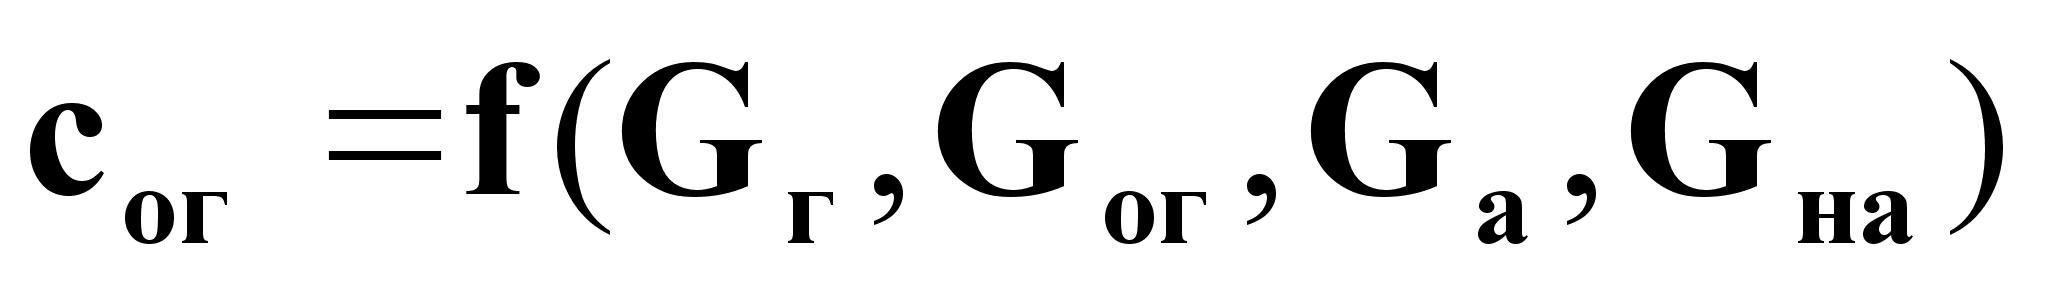 c_ог = f(G_г, G_ог, G_а, G_на)